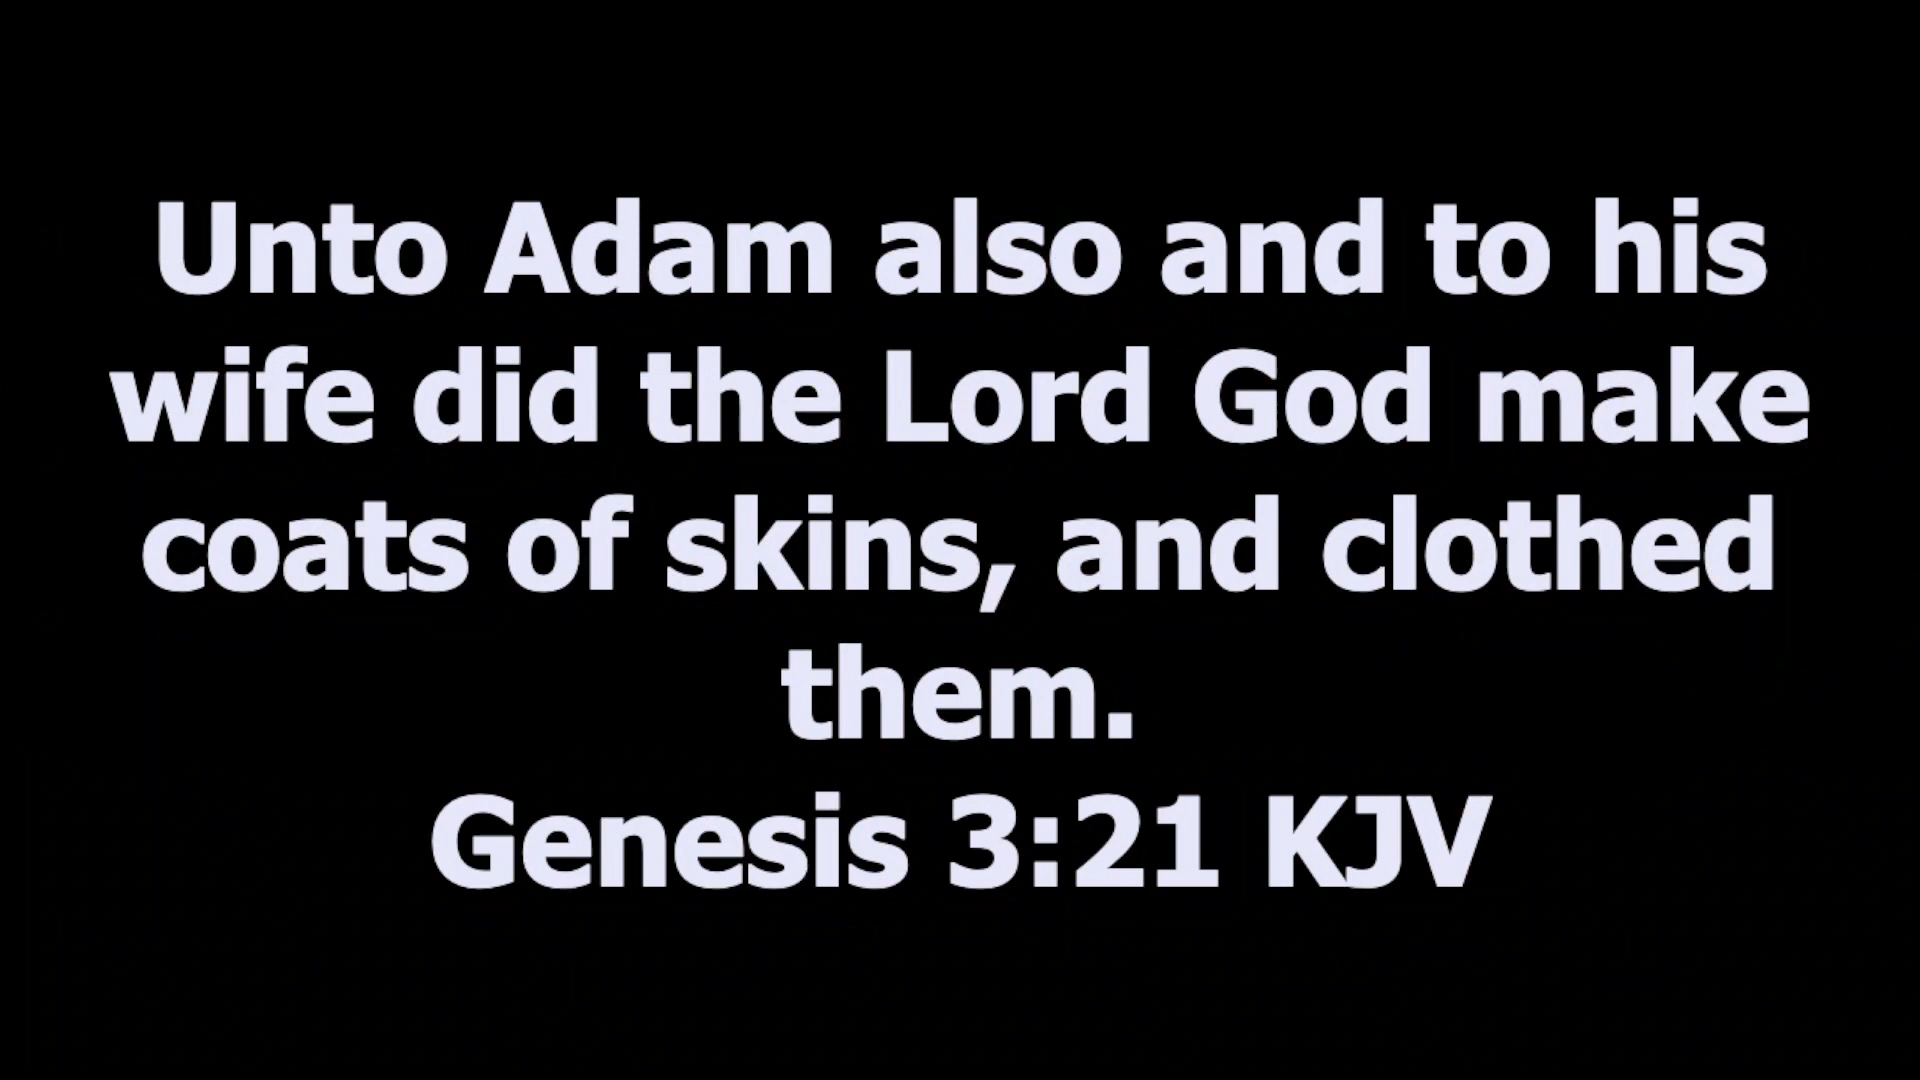 Unto Adam also and to his
wife did the Lord God make
coats of skins, and clothed
them.
Genesis 3:21 KJV